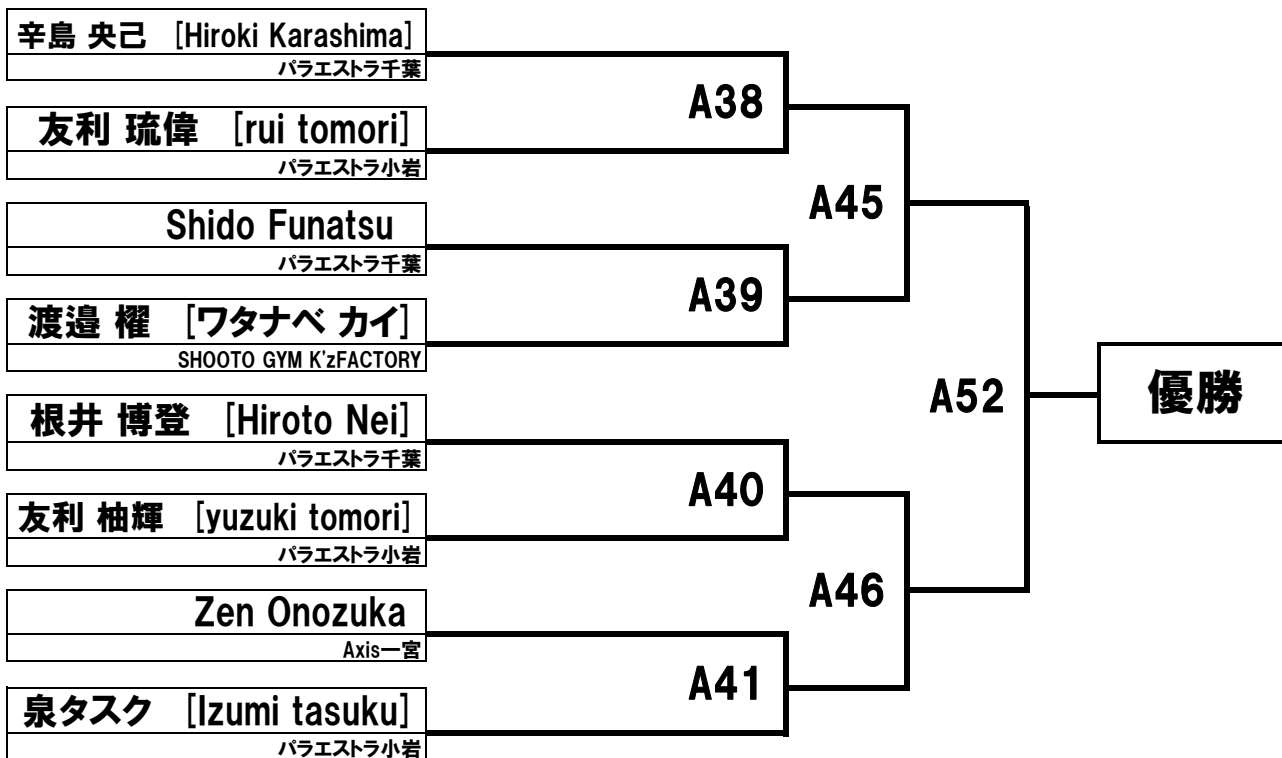 辛島 央己 [Hiroki Karashima]
パラエストラ千葉
友利 琉偉 [rui tomori]
パラエストラ小岩
Shido Funatsu
パラエストラ千葉
渡邉 櫂 [ワタナベ カイ]
SHOOTO GYM K'zFACTORY
根井 博登 [Hiroto Nei]
パラエストラ千葉
友利 柚輝 [yuzuki tomori]
パラエストラ小岩
Zen Onozuka
Axis一宮
泉タスク [Izumi tasuku]
パラエストラ小岩
A38
A39
A40
A41
A45
A46
A52
優勝